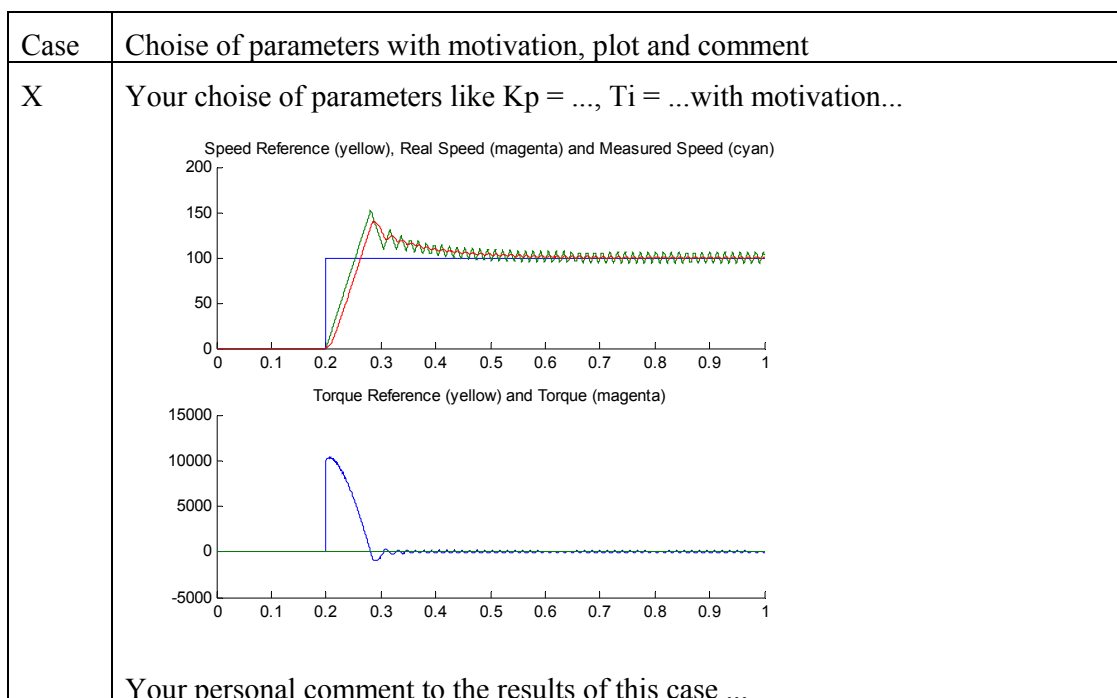 Case Choise of parameters with motivation, plot and comment
X Your choise of parameters like Kp = ..., Ti = ...with motivation...
Speed Reference (yellow), Real Speed (magenta) and Measured Speed (cyan)
200
150
100
50
0
0 0.1 0.2 0.3 0.4 0.5 0.6 0.7 0.8 0.9 1
Torque Reference (yellow) and Torque (magenta)
15000
10000
5000
0
-5000
0 0.1 0.2 0.3 0.4 0.5 0.6 0.7 0.8 0.9 1
Your personal comment to the results of this case ...